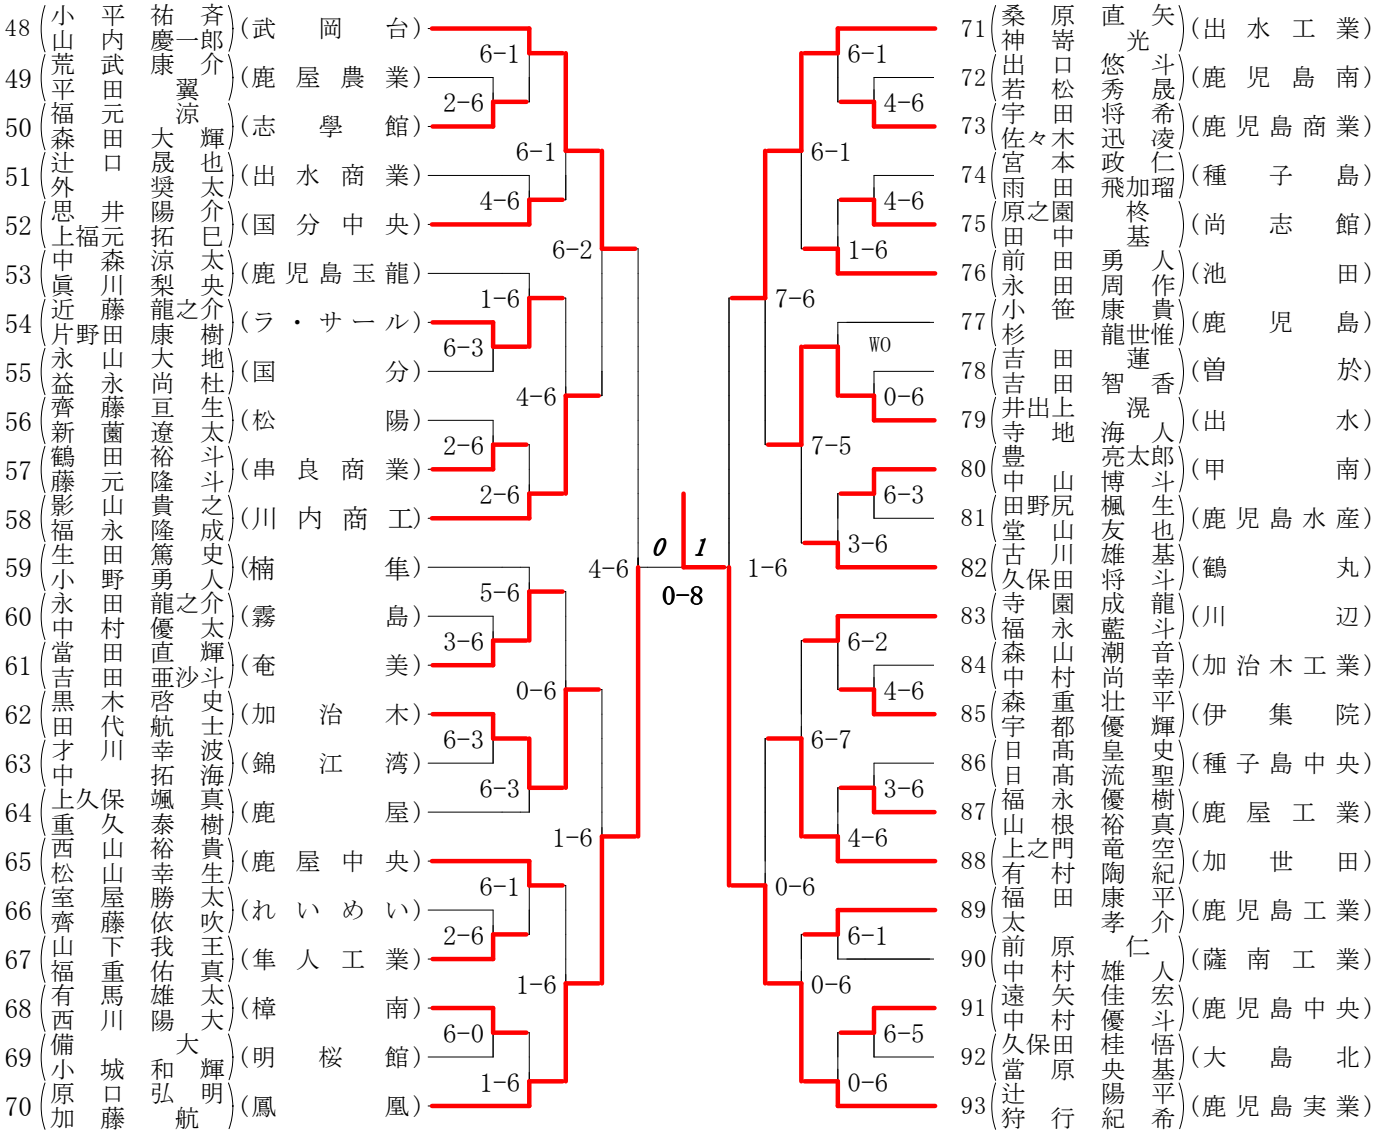 48 小平祐斉 山内慶一郎 (武岡台)
49 荒武康介 平田翼 (鹿屋農業)
50 福元涼 森田大輝 (志學館)
51 辻口晟也 外奨太 (出水商業)
52 思井陽介 上福元拓巳 (国分中央)
53 中森涼太 眞川梨央 (鹿児島玉龍)
54 近藤龍之介 片野田康樹 (ラ・サール)
55 永山大地 益永尚杜 (国分)
56 齊藤亘生 新薗遼太 (松陽)
57 鶴田裕斗 藤元隆斗 (串良商業)
58 影山貴之 福永隆成 (川内商工)
59 生田篤史 小野勇人 (楠隼)
60 永田龍之介 中村優太 (霧島)
61 當田直輝 吉田亜沙斗 (奄美)
62 黒木啓史 田代航士 (加治木)
63 才川幸波 中拓海 (錦江湾)
64 上久保颯真 重久泰樹 (鹿屋)
65 西山裕貴 松山幸生 (鹿屋中央)
66 室屋勝太 齊藤依吹 (れいめい)
67 山下我王 福重佑真 (隼人工業)
68 有馬雄太 西川陽大 (樟南)
69 備大 小城和輝 (明桜館)
70 原口弘明 加藤航 (鳳凰)
6-1
2-6
6-1
4-6
6-2
1-6
6-3
4-6
2-6
2-6
4-6
5-6
3-6
0-6
6-3
6-3
1-6
6-1
2-6
1-6
6-0
1-6
0 1
0-8
6-1
4-6
6-1
4-6
1-6
7-6
WO
0-6
7-5
6-3
3-6
1-6
6-2
4-6
6-7
3-6
4-6
0-6
6-1
0-6
6-5
0-6
71 桑原直矢 神嵜光 (出水工業)
72 出口悠斗 若松秀晟 (鹿児島南)
73 宇田将希 佐々木迅凌 (鹿児島商業)
74 宮本政仁 雨田飛加瑠 (種子島)
75 原之園柊 田中基 (尚志館)
76 前田勇人 永田周作 (池田)
77 小笹康貴 杉龍世惟 (鹿児島)
78 吉田蓮 吉田智香 (曽於)
79 井出上滉 寺地海人 (出水)
80 豊亮太郎 中山博斗 (甲南)
81 田野尻楓生 堂山友也 (鹿児島水産)
82 古川雄基 久保田将斗 (鶴丸)
83 寺園成龍 福永藍斗 (川辺)
84 森山潮音 中村尚幸 (加治木工業)
85 森重壮平 宇都優輝 (伊集院)
86 日髙皇史 日髙流聖 (種子島中央)
87 福永優樹 山根裕真 (鹿屋工業)
88 上之門竜空 有村陶紀 (加世田)
89 福田康平 太孝介 (鹿児島工業)
90 前原仁 中村雄人 (薩南工業)
91 遠矢佳宏 中村優斗 (鹿児島中央)
92 久保田桂悟 當原央基 (大島北)
93 辻陽平 狩行紀希 (鹿児島実業)